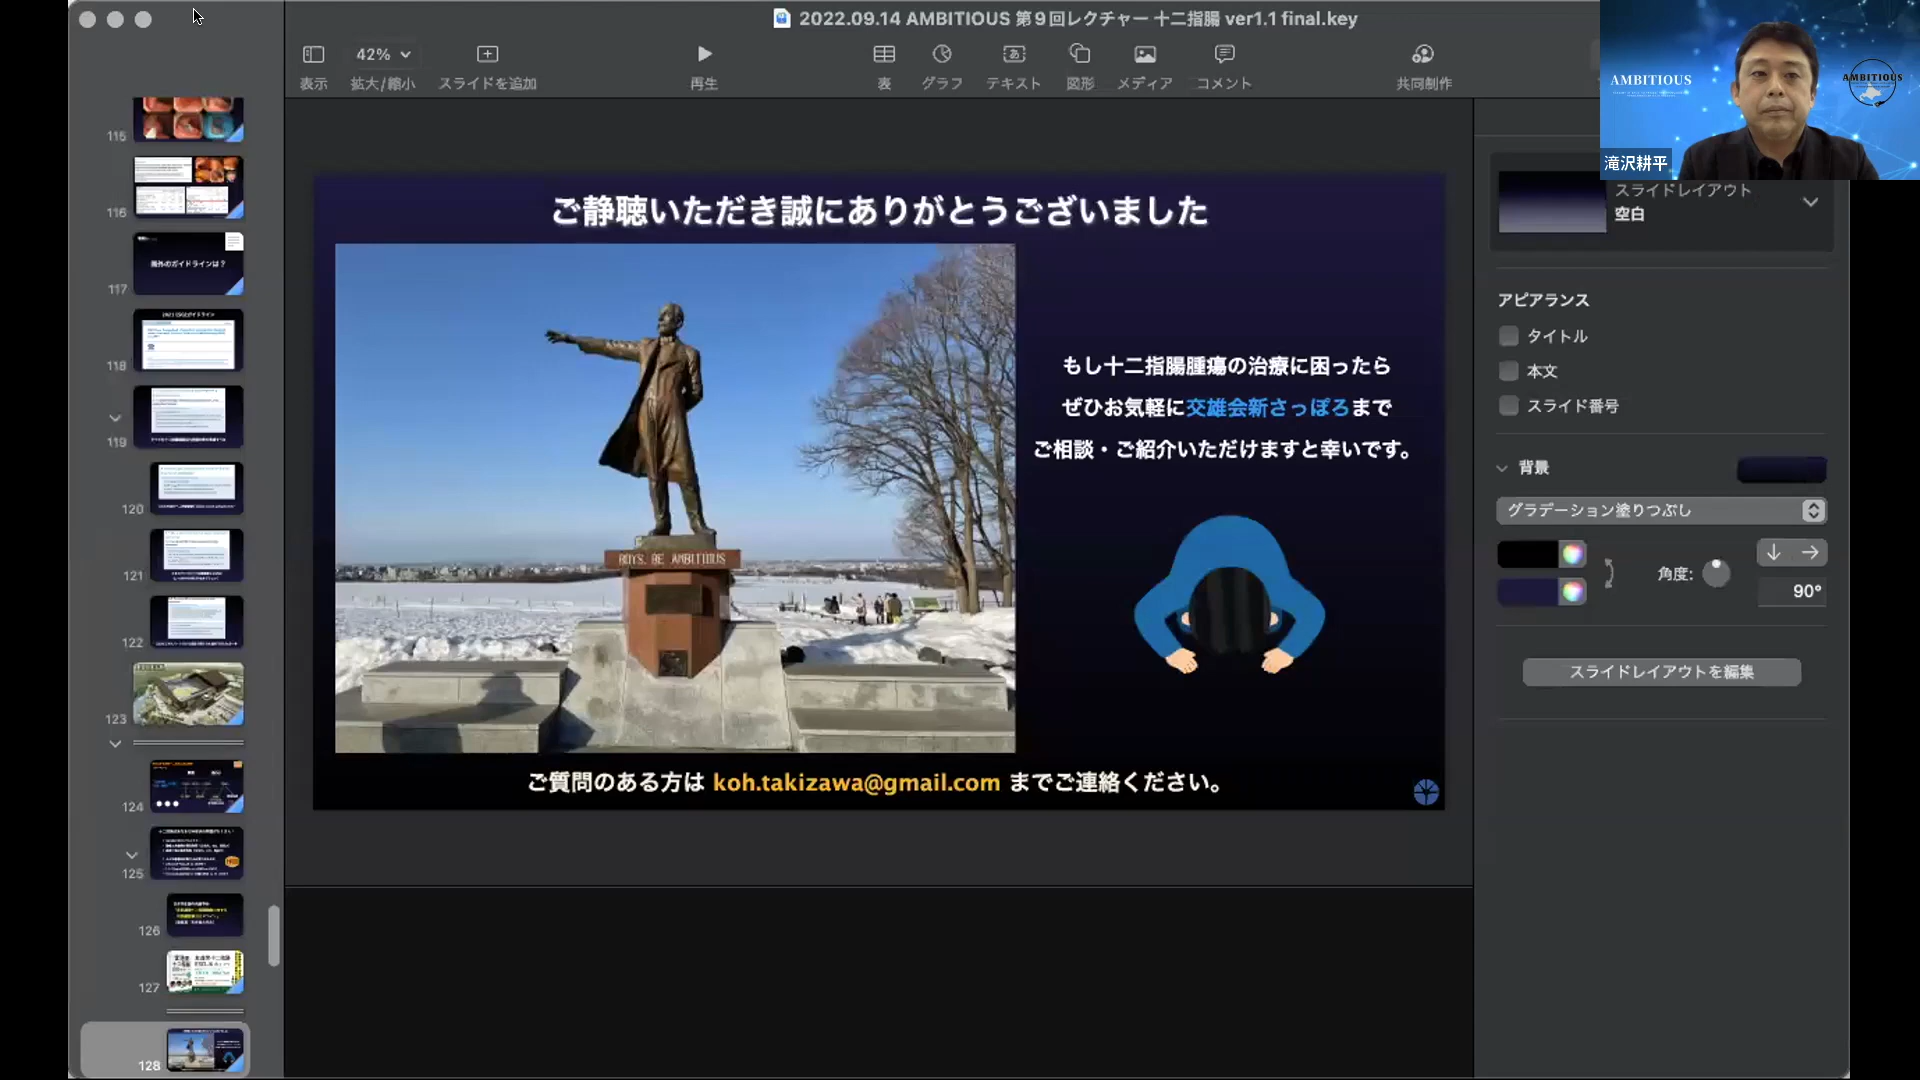 2022.09.14 AMBITIOUS 第9回レクチャー 十二指腸 ver1.1 final.key
42%
表示
拡大/縮小
スライドを追加
再生
表
グラフ
テキスト
図形
メディア
コメント
共同制作
AMBITIOUS
AMBITIOUS
滝沢耕平
115
116
117
海外のガイドラインは？
118
119
120
121
122
123
124
125
126
127
128
ご静聴いただき誠にありがとうございました
BOYS, BE AMBITIOUS
もし十二指腸腫瘍の治療に困ったら
ぜひお気軽に交雄会新さっぽろまで
ご相談・ご紹介いただけますと幸いです。
ご質問のある方は koh.takizawa@gmail.com までご連絡ください。
スライドレイアウト
空白
アピアランス
タイトル
本文
スライド番号
背景
グラデーション塗りつぶし
角度:
90°
スライドレイアウトを編集